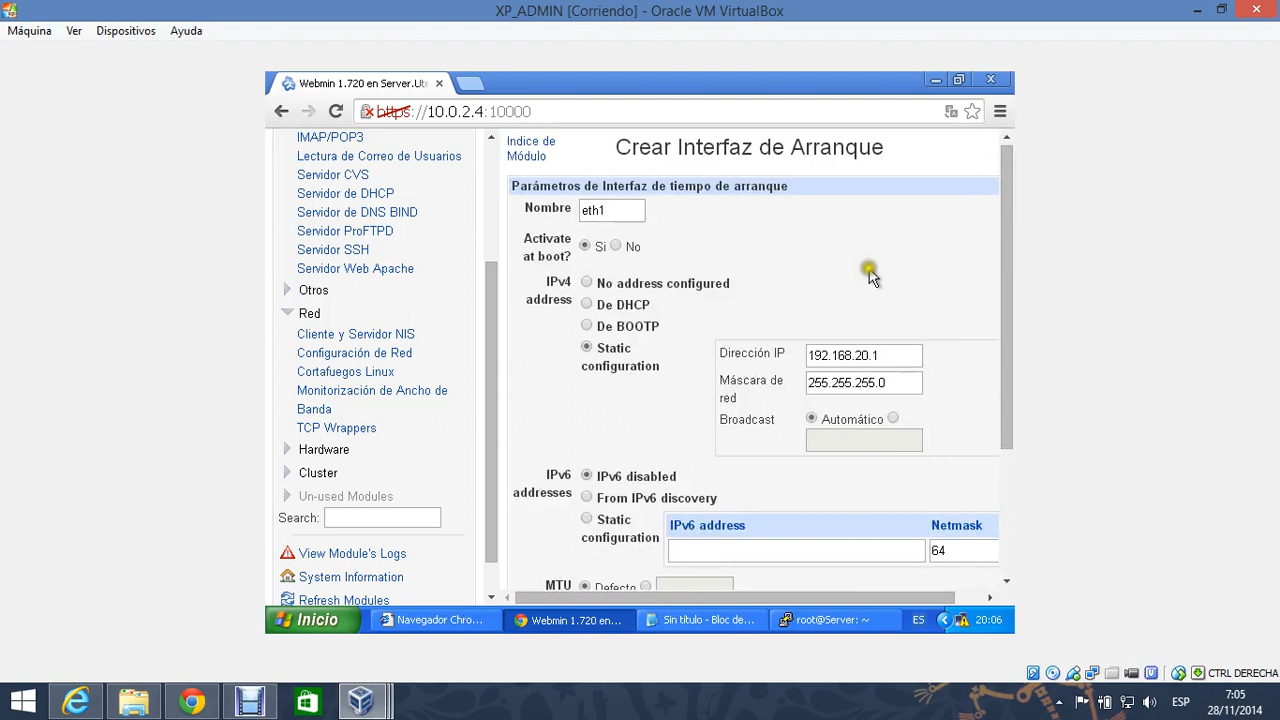 XP_ADMIN [Corriendo] - Oracle VM VirtualBox
Máquina Ver Dispositivos Ayuda
Webmin 1.720 en Server.Ute
https://10.0.2.4:10000
IMAP/POP3
Lectura de Correo de Usuarios
Servidor CVS
Servidor de DHCP
Servidor de DNS BIND
Servidor ProFTPD
Servidor SSH
Servidor Web Apache
Otros
Red
Cliente y Servidor NIS
Configuración de Red
Cortafuegos Linux
Monitorización de Ancho de
Banda
TCP Wrappers
Hardware
Cluster
Un-used Modules
Search:
View Module's Logs
System Information
Refresh Modules
Indice de
Módulo
Crear Interfaz de Arranque
Parámetros de Interfaz de tiempo de arranque
Nombre eth1
Activate
at boot?
Si No
IPv4
address
No address configured
De DHCP
De BOOTP
Static
configuration
Dirección IP 192.168.20.1
Máscara de
red
255.255.255.0
Broadcast Automático
IPv6
addresses
IPv6 disabled
From IPv6 discovery
Static
configuration
IPv6 address Netmask
64
MTU Defecto
Inicio Navegador Chro... Webmin 1.720 en... Sin título - Bloc de... root@Server: ~ ES 20:06
CTRL DERECHA
ESP 7:05
28/11/2014